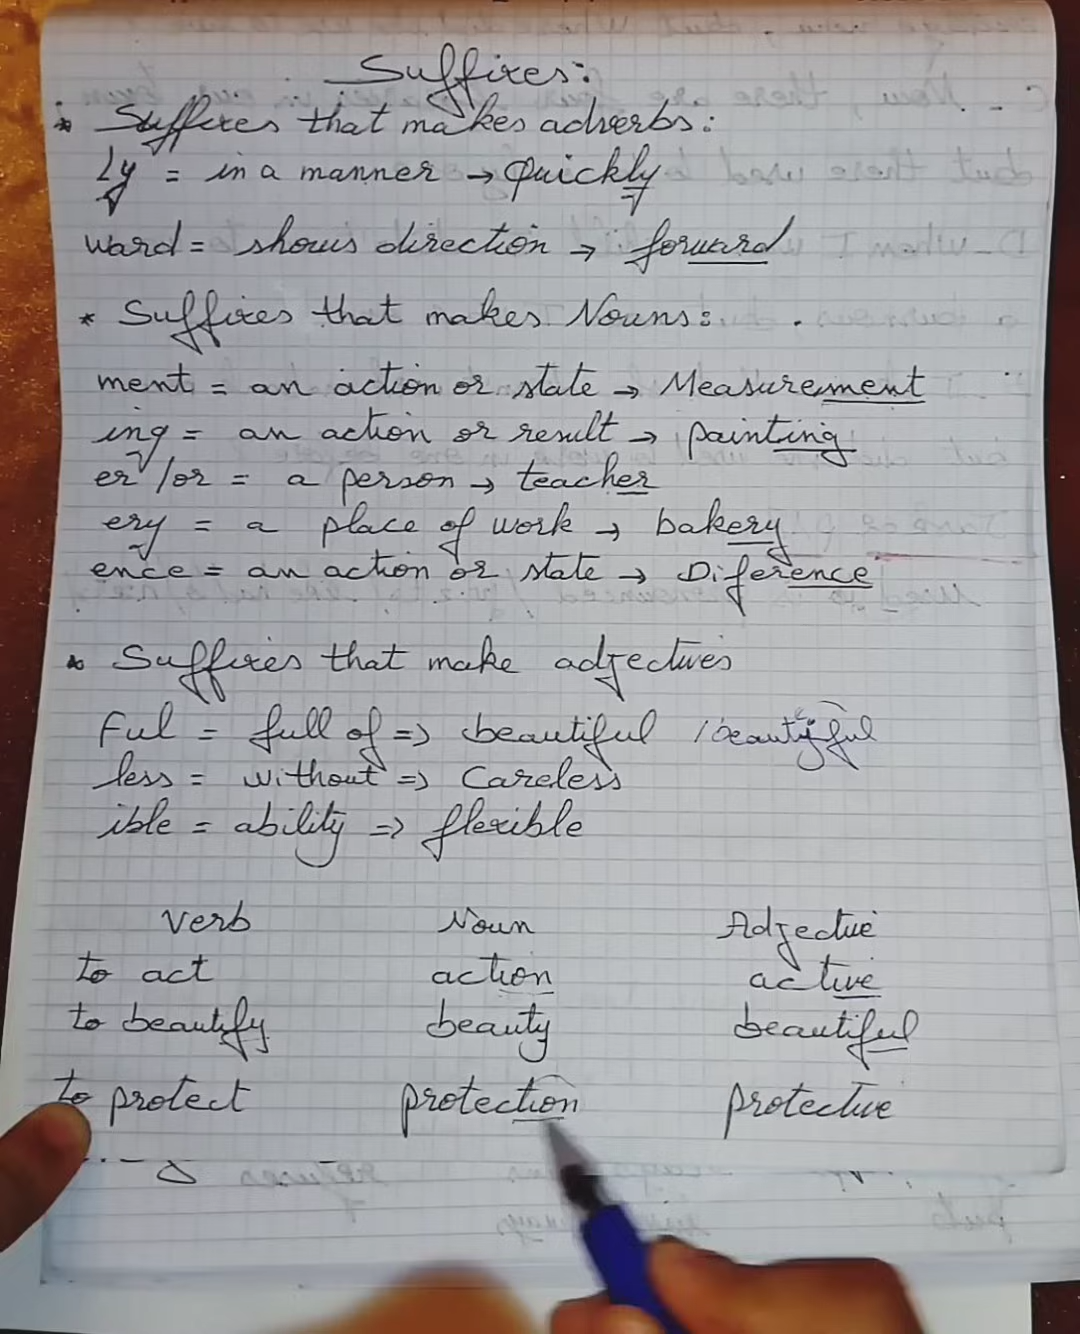 Suffixes:
* Suffixes that makes adverbs:
Ly = in a manner → Quickly
ward = shows direction → forward
* Suffixes that makes Nouns:
ment = an action or state → Measurement
ing = an action or result → painting
er /or = a person → teacher
ery = a place of work → bakery
ence = an action or state → Diference
* Suffixes that make adjectives
Ful = full of => beautiful / beautyful
less = without => Careless
ible = ability => flexible
Verb Noun Adjective
to act action active
to beautify beauty beautiful
to protect protection protective